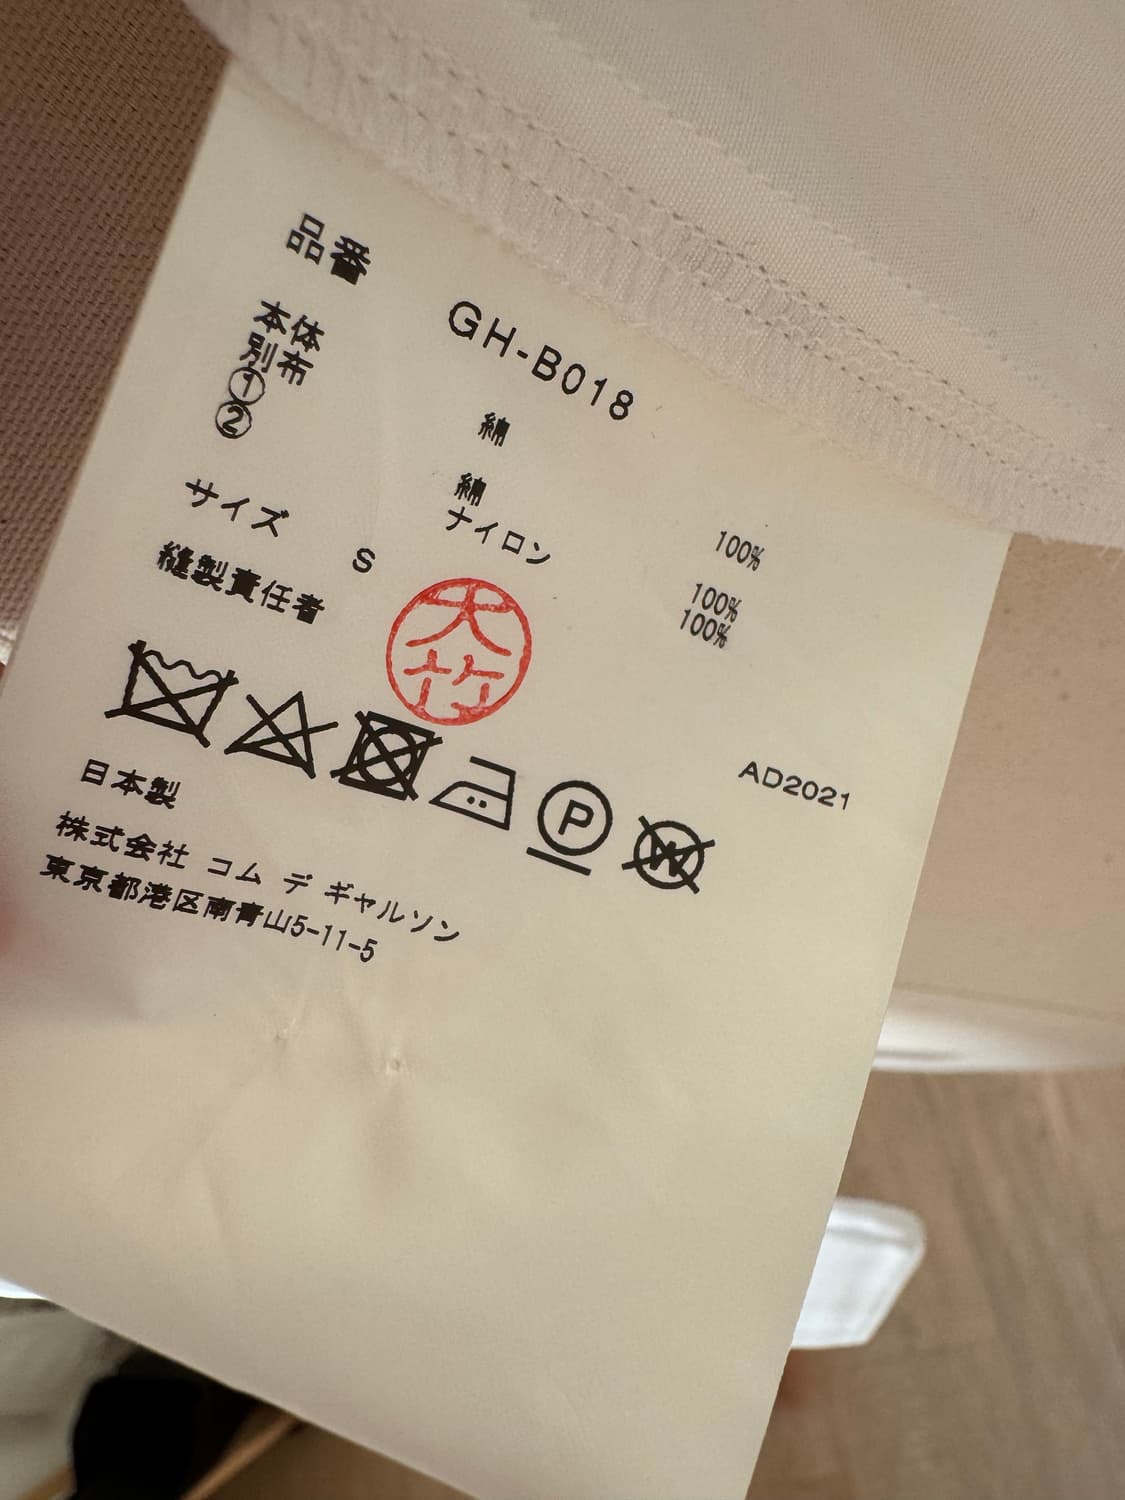 品番 GH-B018
本体 綿 100%
別布
① 綿 100%
② ナイロン 100%
サイズ S
縫製責任者 大竹
AD2021
P
W
日本製
株式会社 コム デ ギャルソン
東京都港区南青山5-11-5